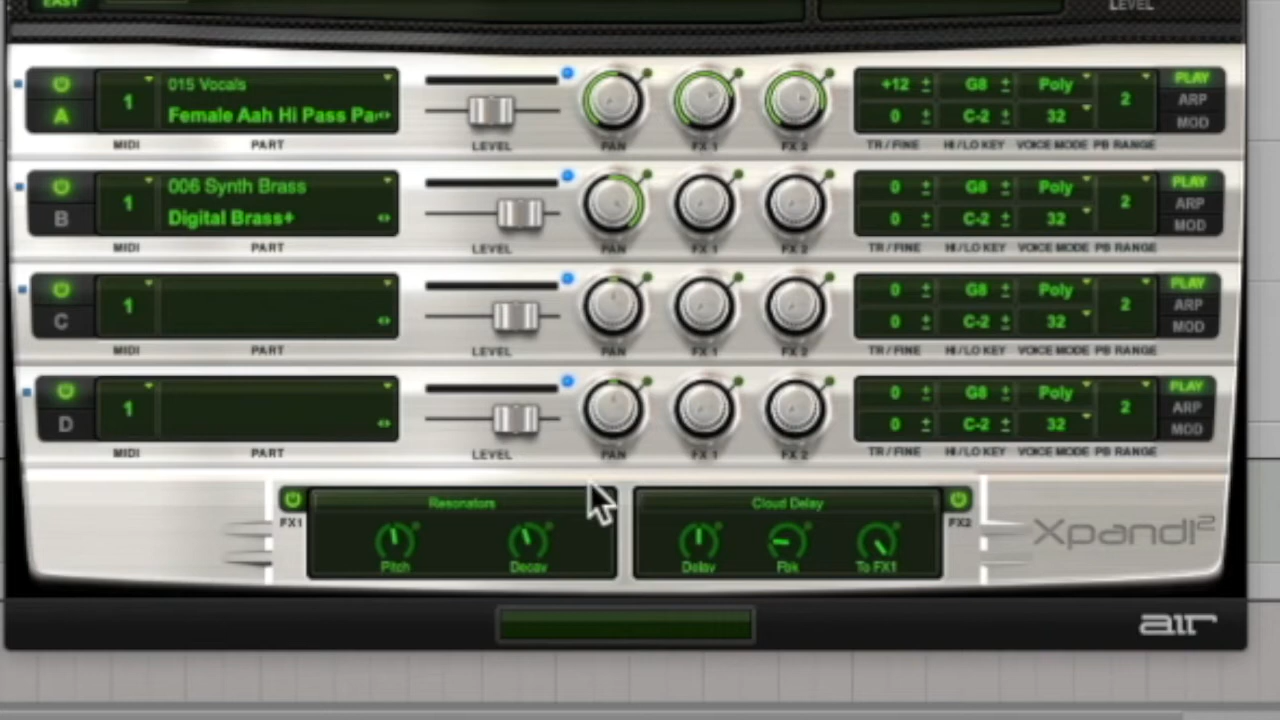 EASY
LEVEL
015 Vocals
A 1 Female Aah Hi Pass Pa
+12 G8 Poly 2 PLAY
0 C-2 32 ARP
MOD
MIDI PART LEVEL PAN FX 1 FX 2 TR / FINE HI / LO KEY VOICE MODE PB RANGE
006 Synth Brass
B 1 Digital Brass+
0 G8 Poly 2 PLAY
0 C-2 32 ARP
MOD
MIDI PART LEVEL PAN FX 1 FX 2 TR / FINE HI / LO KEY VOICE MODE PB RANGE
C 1
0 G8 Poly 2 PLAY
0 C-2 32 ARP
MOD
MIDI PART LEVEL PAN FX 1 FX 2 TR / FINE HI / LO KEY VOICE MODE PB RANGE
D 1
0 G8 Poly 2 PLAY
0 C-2 32 ARP
MOD
MIDI PART LEVEL PAN FX 1 FX 2 TR / FINE HI / LO KEY VOICE MODE PB RANGE
FX1 Resonators
Pitch Decay
Cloud Delay FX2
Delay Fbk To FX1
Xpand!²
air